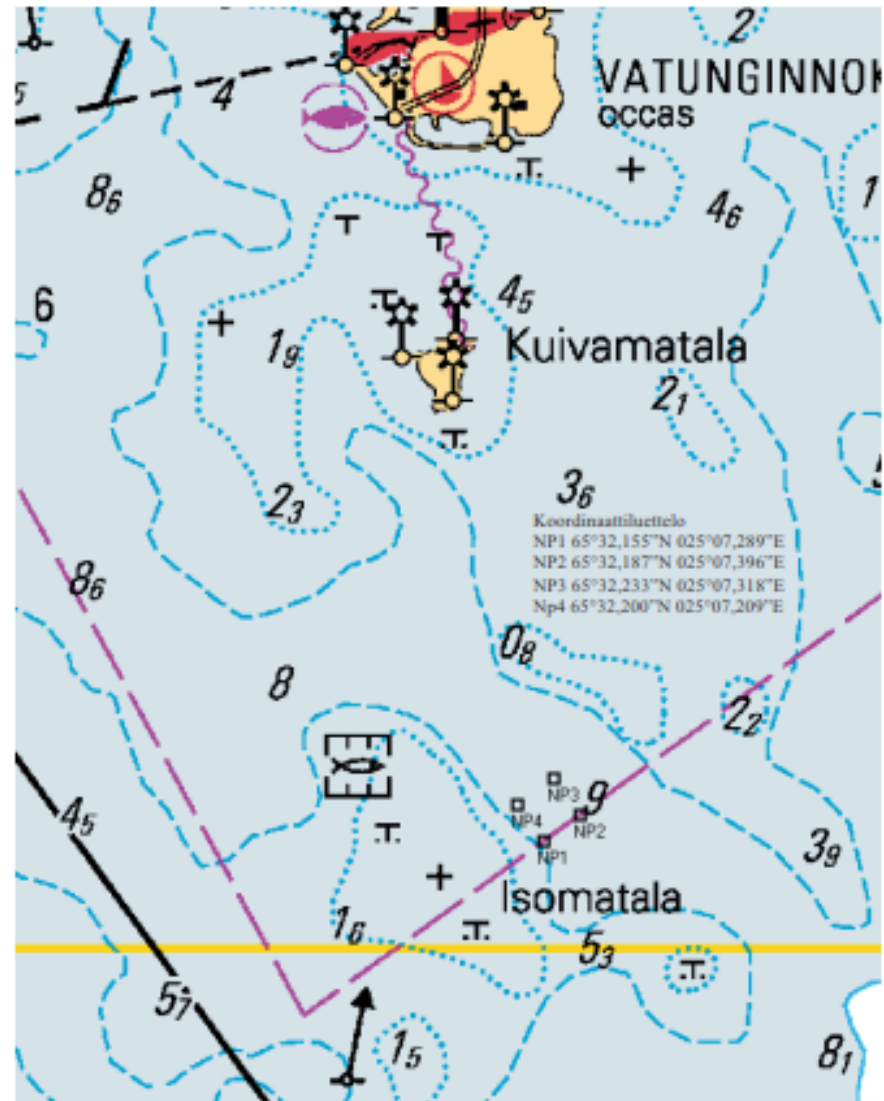 2
5
4
VATUNGINNOK
occas
8₆
4₆
1
6
4₅
1₉
Kuivamatala
2₁
2₃
3₆
Koordinaattiluettelo
NP1 65°32,155"N 025°07,289"E
NP2 65°32,187"N 025°07,396"E
NP3 65°32,233"N 025°07,318"E
Np4 65°32,200"N 025°07,209"E
8₆
0₈
8
2₂
NP3
9
NP4
NP2
4₅
NP1
3₉
Isomatala
1₆
5₃
5₇
1₅
8₁